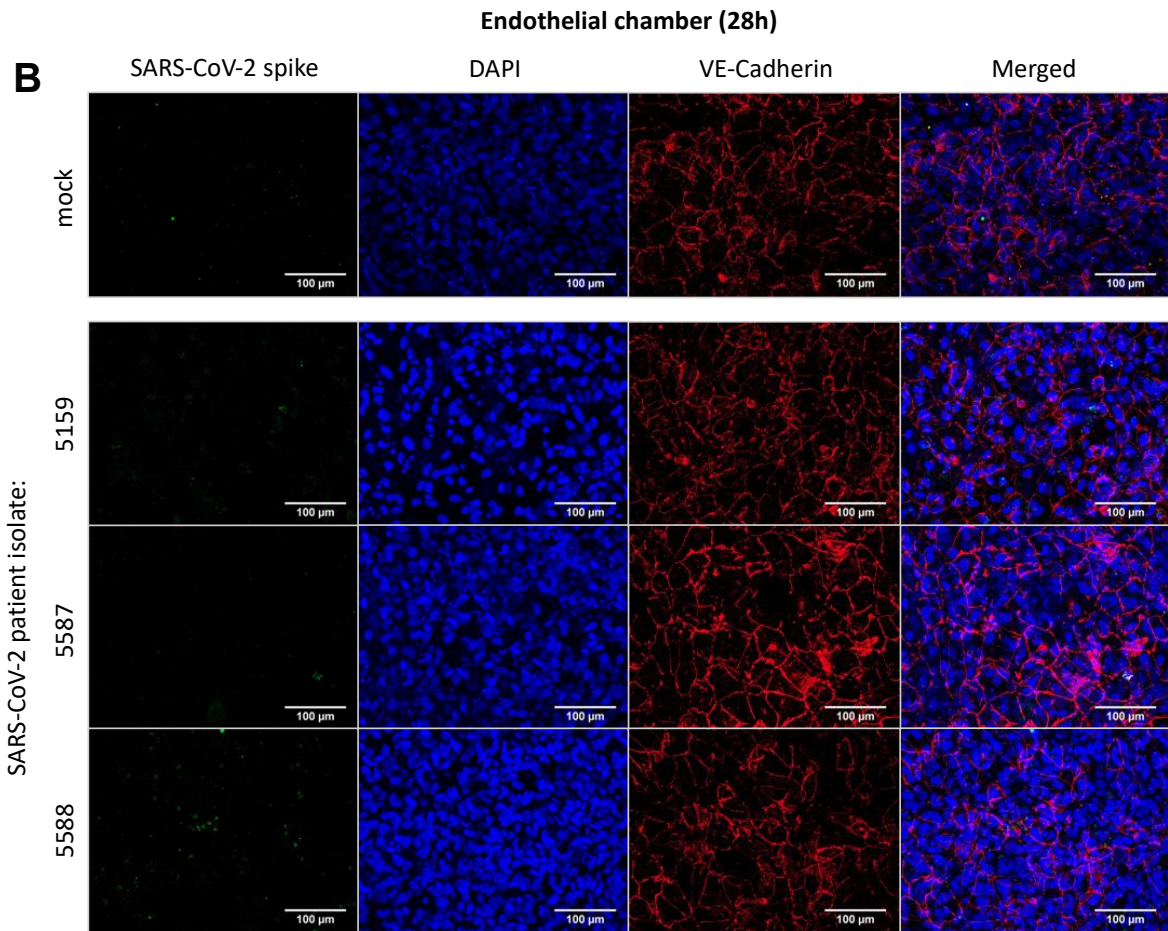 Endothelial chamber (28h)
B
SARS-CoV-2 spike DAPI VE-Cadherin Merged
mock
100 µm 100 µm 100 µm 100 µm
SARS-CoV-2 patient isolate:
5159
100 µm 100 µm 100 µm 100 µm
5587
100 µm 100 µm 100 µm 100 µm
5588
100 µm 100 µm 100 µm 100 µm